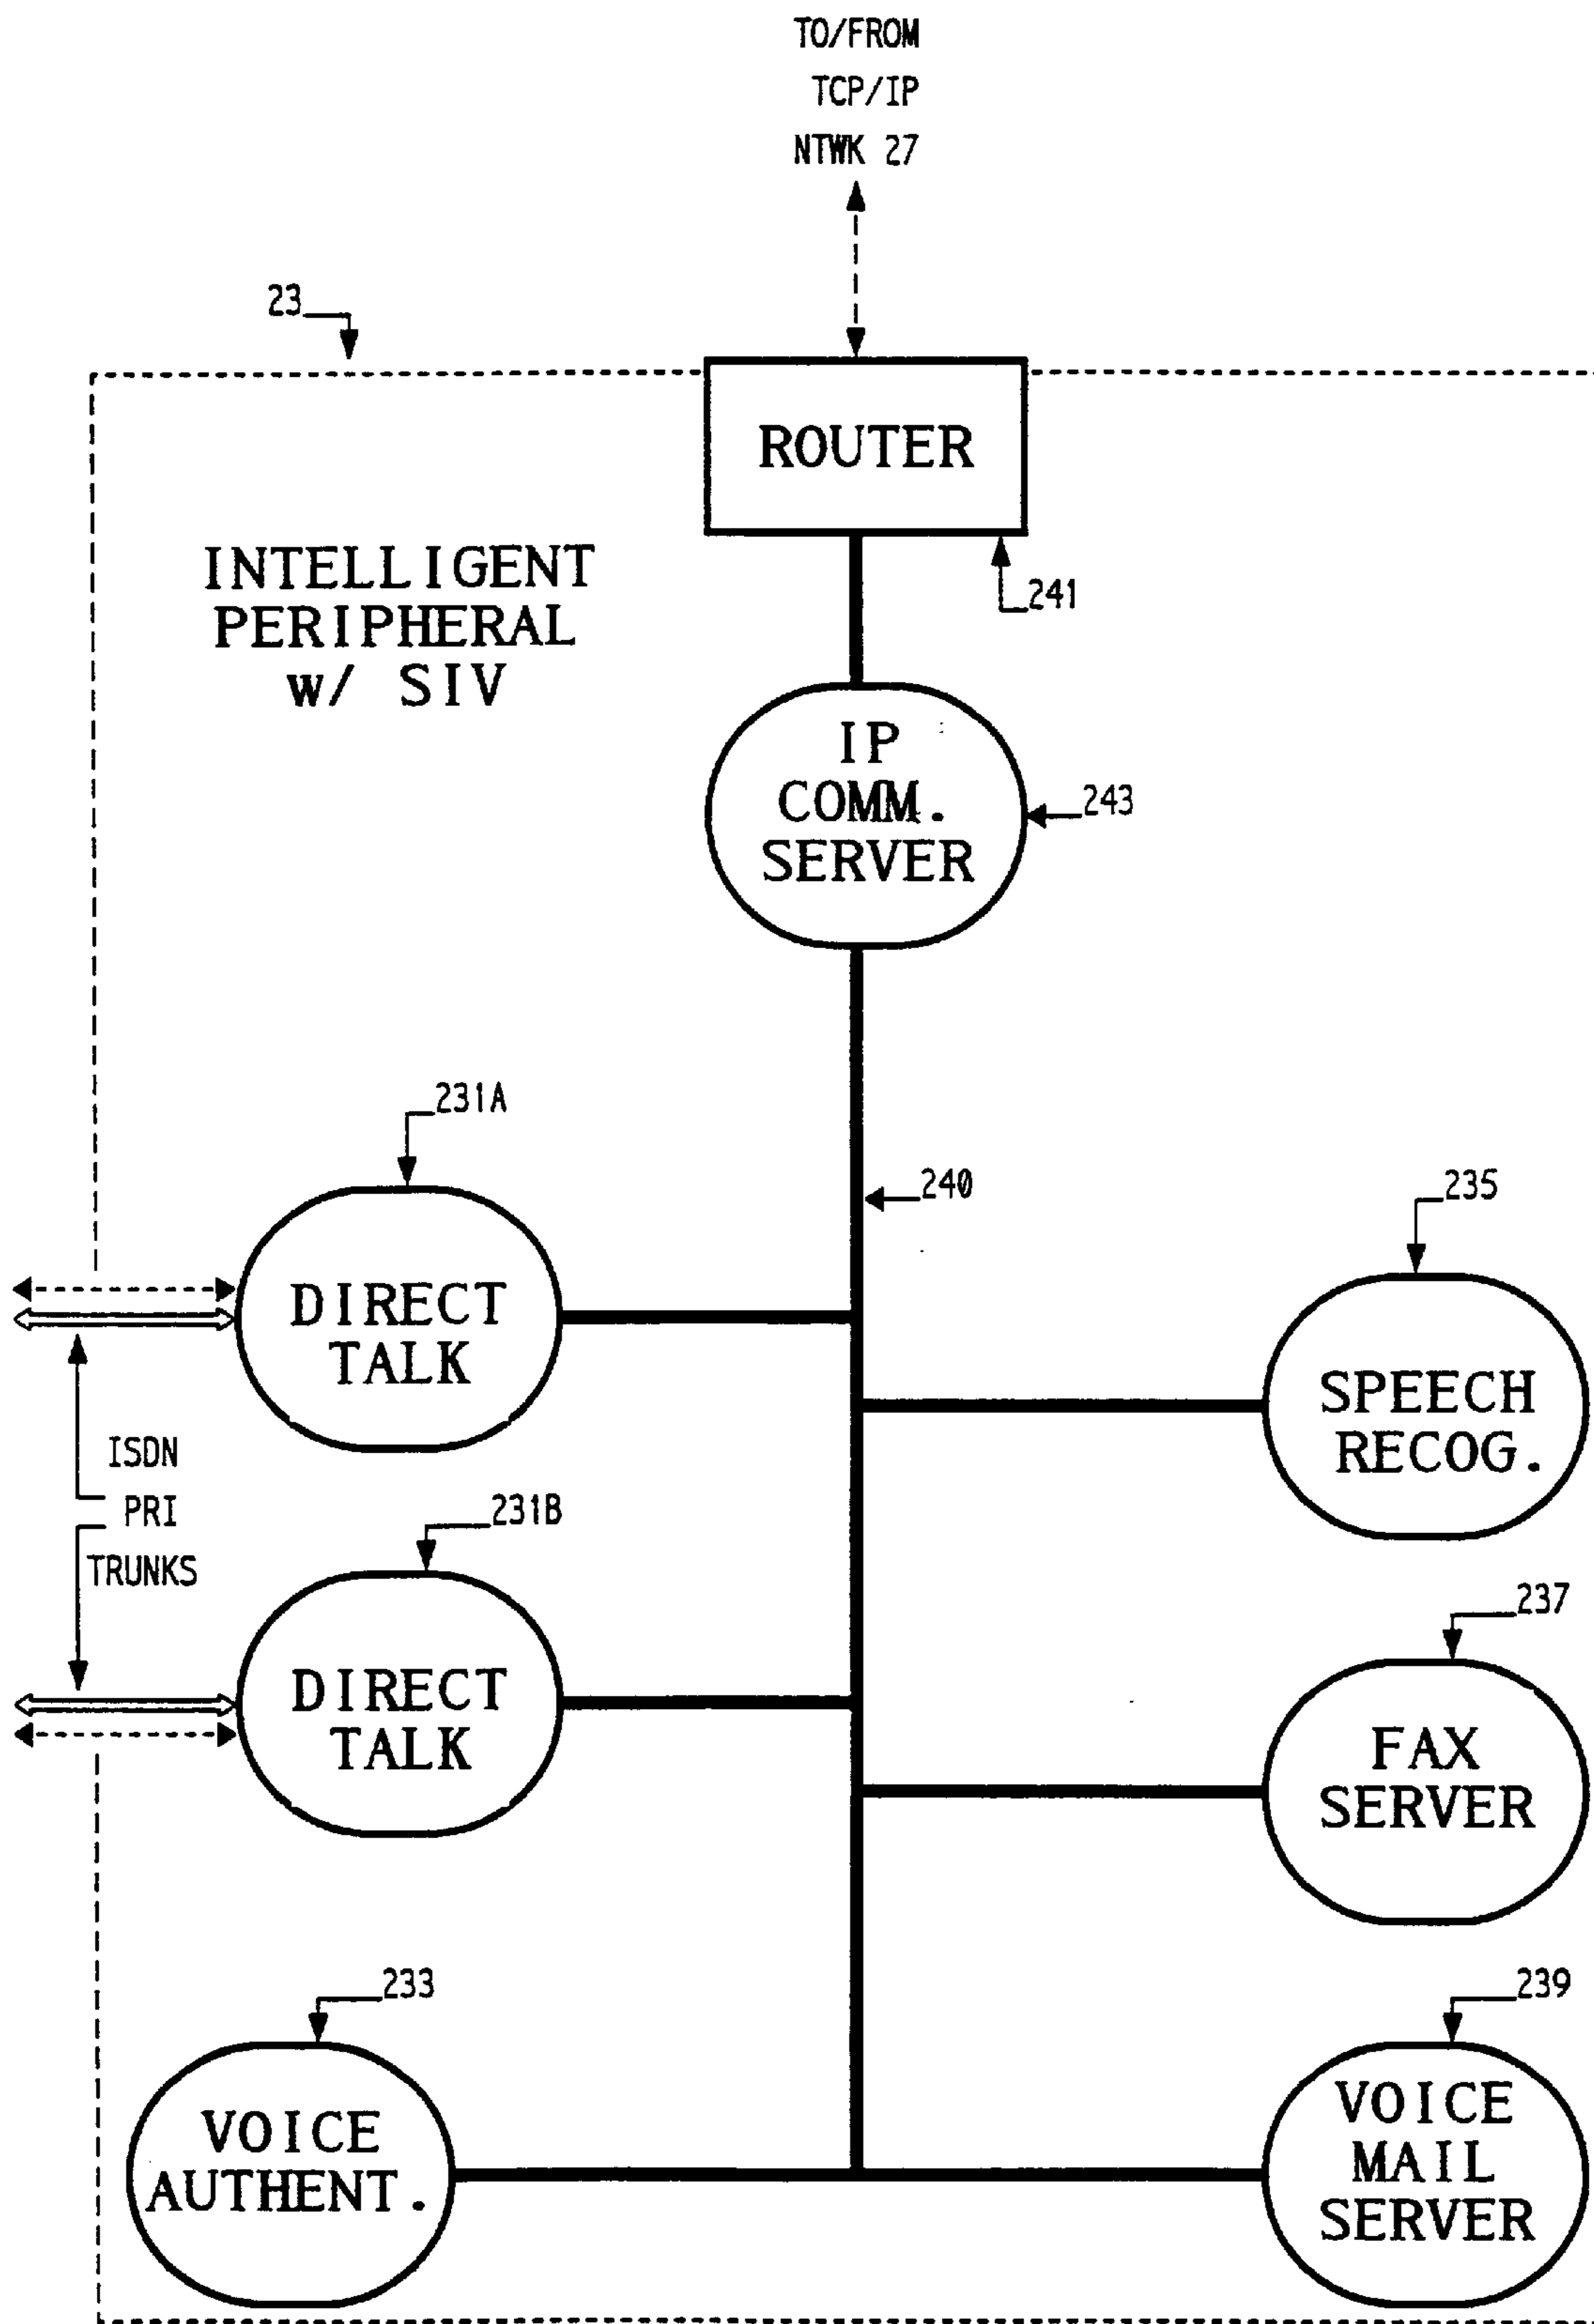 TO/FROM
TCP/IP
NTWK 27
23
ROUTER
241
INTELLIGENT
PERIPHERAL
w/ SIV
IP
COMM.
SERVER
243
231A
240
235
DIRECT
TALK
SPEECH
RECOG.
ISDN
PRI
TRUNKS
231B
237
DIRECT
TALK
FAX
SERVER
233
239
VOICE
AUTHENT.
VOICE
MAIL
SERVER